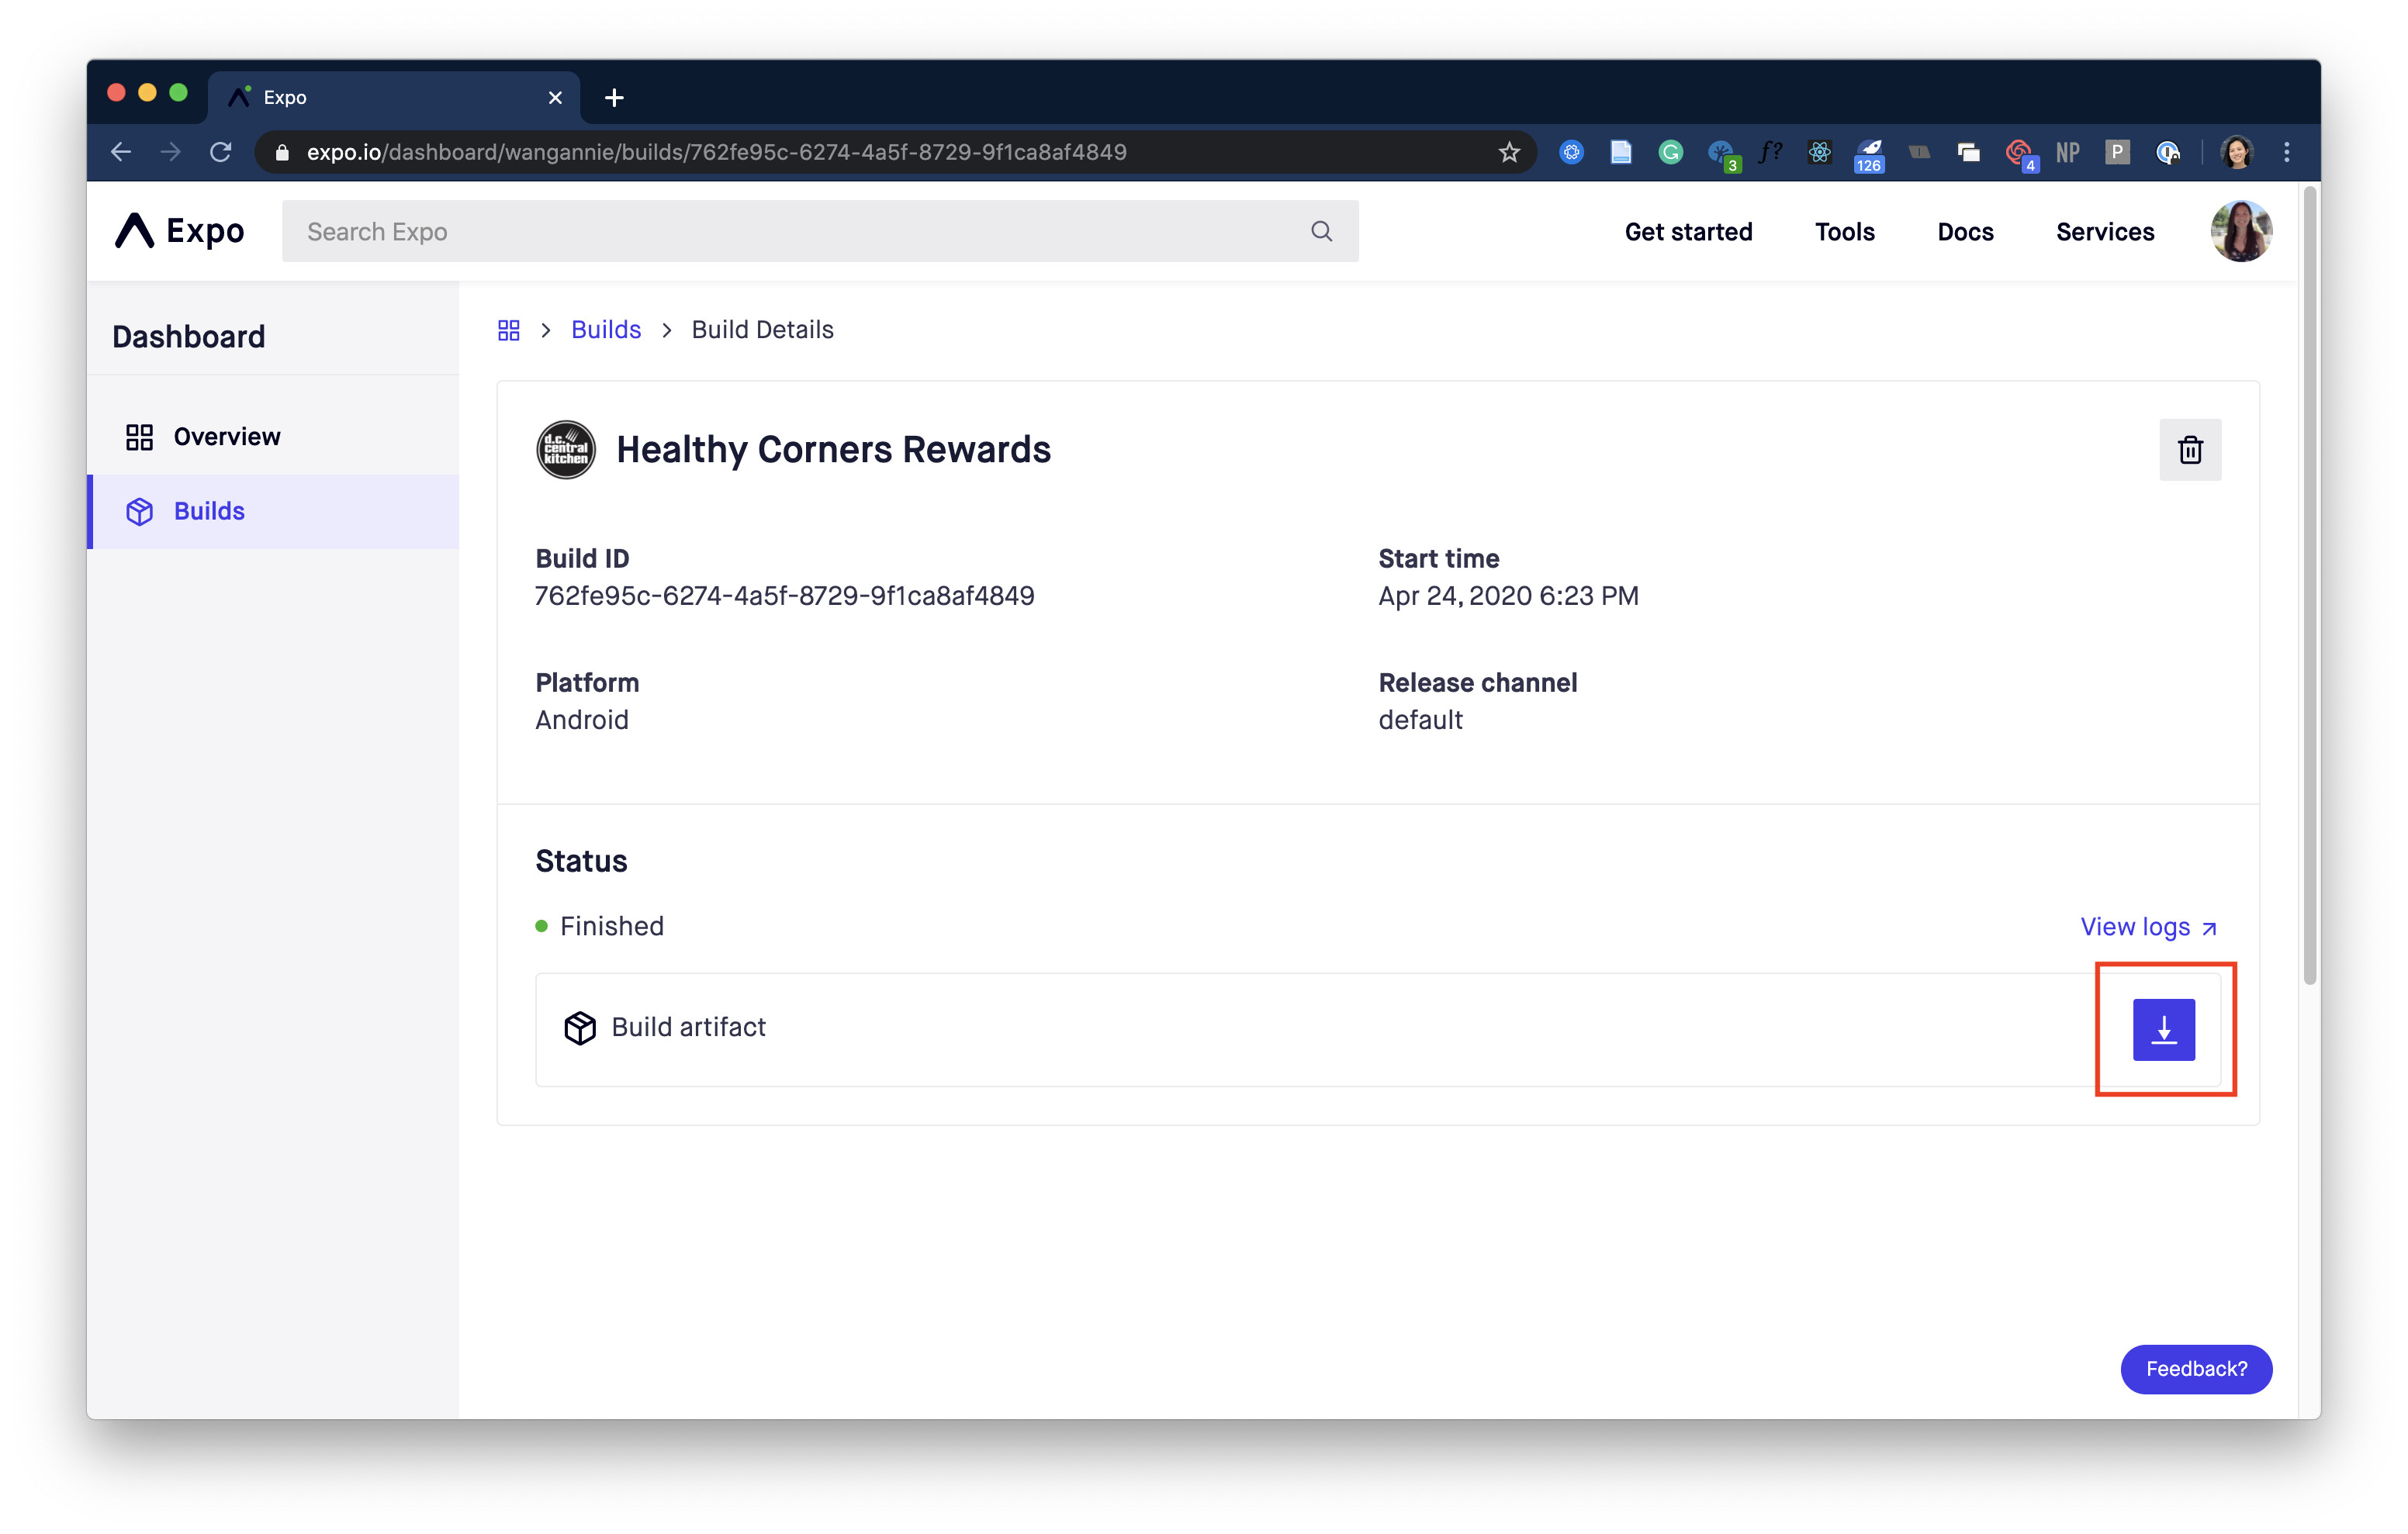 Expo
expo.io/dashboard/wangannie/builds/762fe95c-6274-4a5f-8729-9f1ca8af4849
3
f?
126
4
NP
P
Expo
Search Expo
Get started
Tools
Docs
Services
Dashboard
Overview
Builds
Builds
Build Details
d.c.
central
kitchen
Healthy Corners Rewards
Build ID
762fe95c-6274-4a5f-8729-9f1ca8af4849
Start time
Apr 24, 2020 6:23 PM
Platform
Android
Release channel
default
Status
Finished
View logs
Build artifact
Feedback?